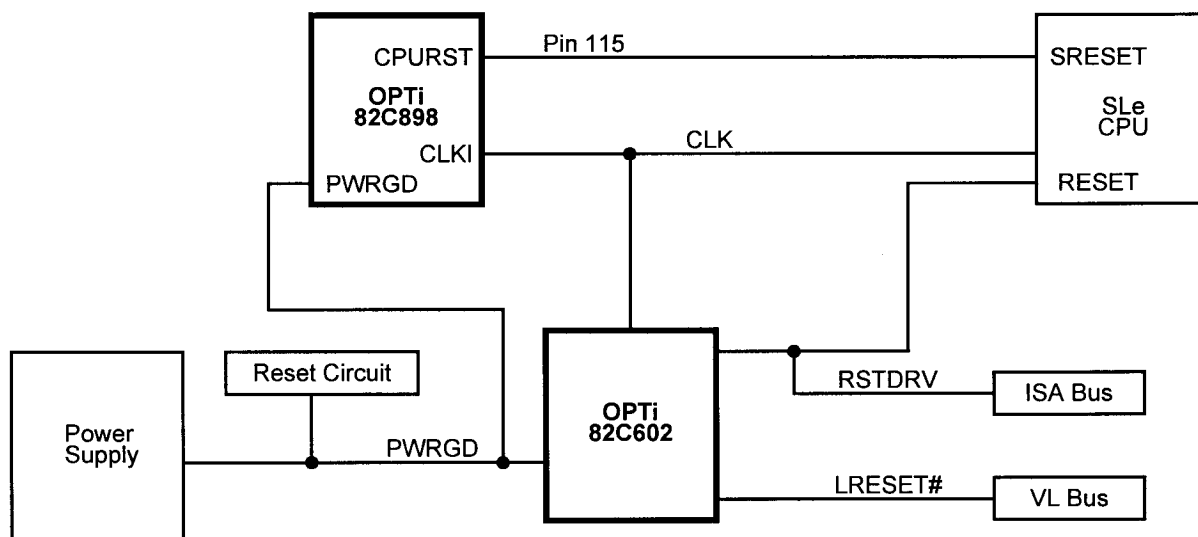 CPURST
Pin 115
SRESET
OPTi
82C898
SLe
CPU
CLKI
CLK
PWRGD
RESET
Reset Circuit
RSTDRV
ISA Bus
Power
Supply
PWRGD
OPTi
82C602
LRESET#
VL Bus